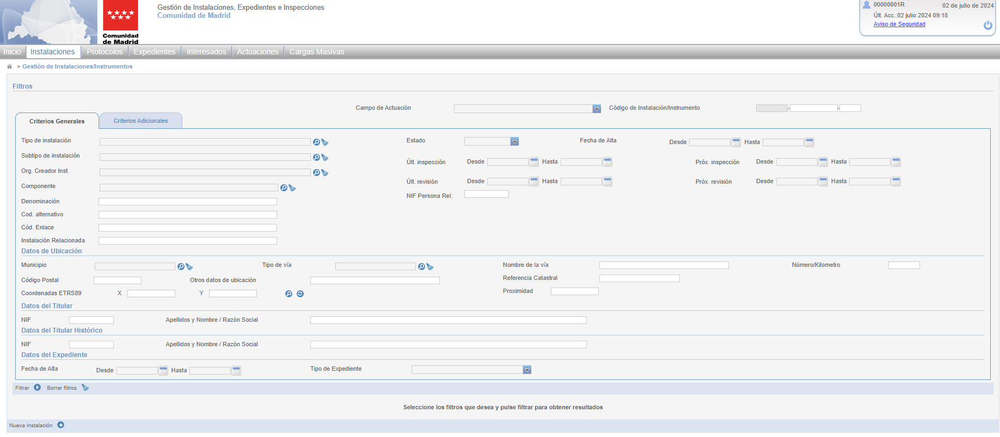 Gestión de Instalaciones, Expedientes e Inspecciones
Comunidad de Madrid
Comunidad
de Madrid
00000001R 02 de julio de 2024
Últ. Acc.:02 julio 2024 09:18
Aviso de Seguridad
Inicio Instalaciones Protocolos Expedientes Interesados Actuaciones Cargas Masivas
> Gestión de Instalaciones/Instrumentos
Filtros
Campo de Actuación Código de Instalación/Instrumento - -
Criterios Generales Criterios Adicionales
Tipo de instalación Estado Fecha de Alta Desde Hasta
Subtipo de instalación Últ. inspección Desde Hasta Próx. inspección Desde Hasta
Org. Creador Inst.
Componente Últ. revisión Desde Hasta Próx. revisión Desde Hasta
Denominación NIF Persona Rel.
Cod. alternativo
Cód. Enlace
Instalación Relacionada
Datos de Ubicación
Municipio Tipo de vía Nombre de la vía Número/Kilometro
Código Postal Otros datos de ubicación Referencia Catastral
Coordenadas ETRS89 X Y Proximidad
Datos del Titular
NIF Apellidos y Nombre / Razón Social
Datos del Titular Histórico
NIF Apellidos y Nombre / Razón Social
Datos del Expediente
Fecha de Alta Desde Hasta Tipo de Expediente
Filtrar Borrar filtros
Seleccione los filtros que desea y pulse filtrar para obtener resultados
Nueva Instalación